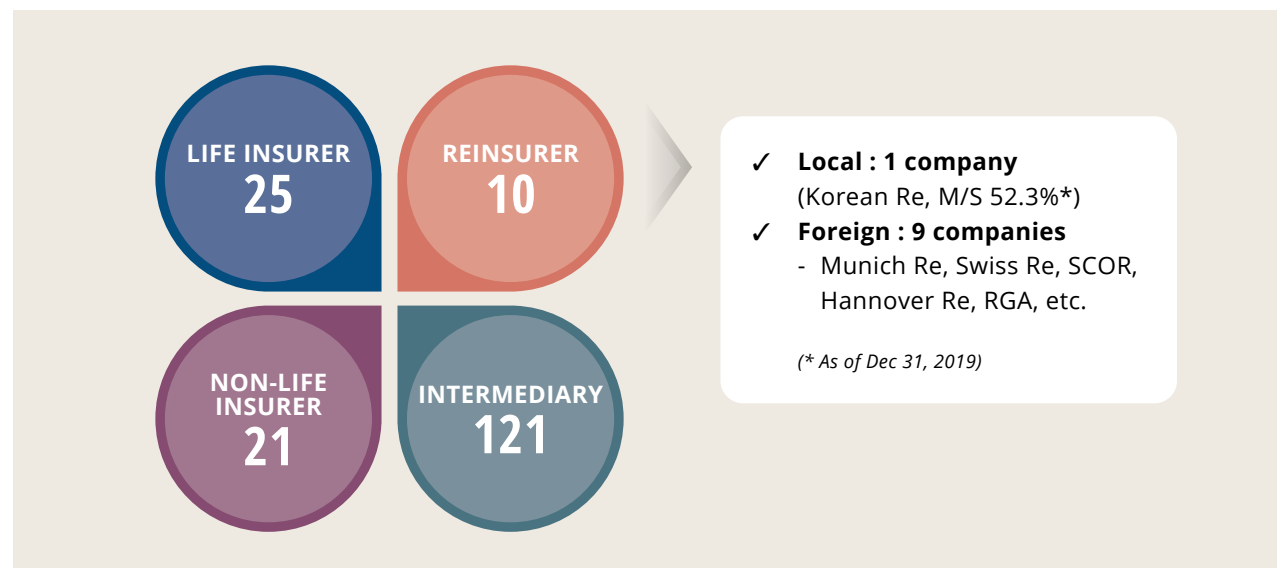 LIFE INSURER
25
REINSURER
10
NON-LIFE
INSURER
21
INTERMEDIARY
121
✓ Local : 1 company
(Korean Re, M/S 52.3%*)
✓ Foreign : 9 companies
- Munich Re, Swiss Re, SCOR,
Hannover Re, RGA, etc.
(* As of Dec 31, 2019)